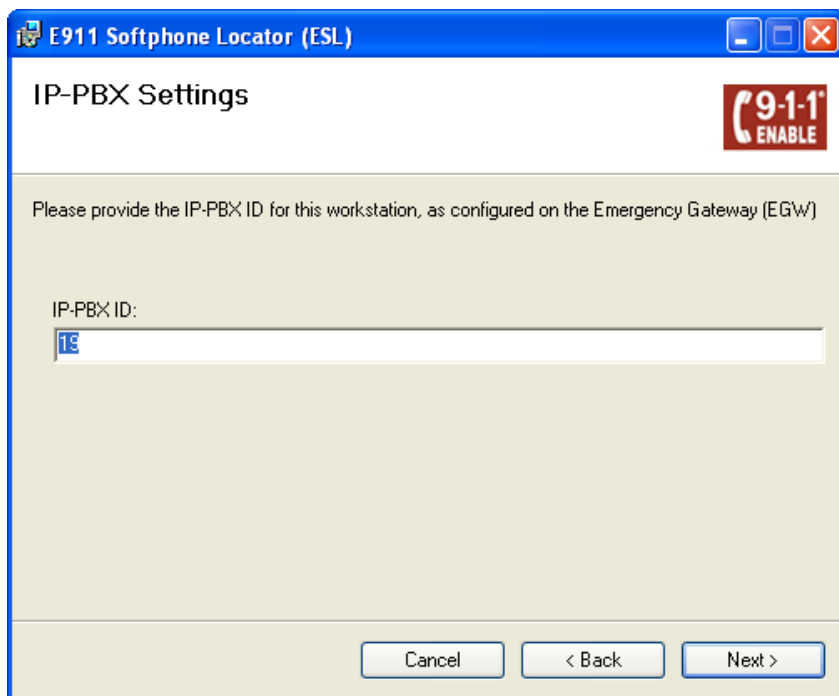 E911 Softphone Locator (ESL)
IP-PBX Settings
9-1-1
ENABLE
Please provide the IP-PBX ID for this workstation, as configured on the Emergency Gateway (EGW)
IP-PBX ID:
19
Cancel
< Back
Next >